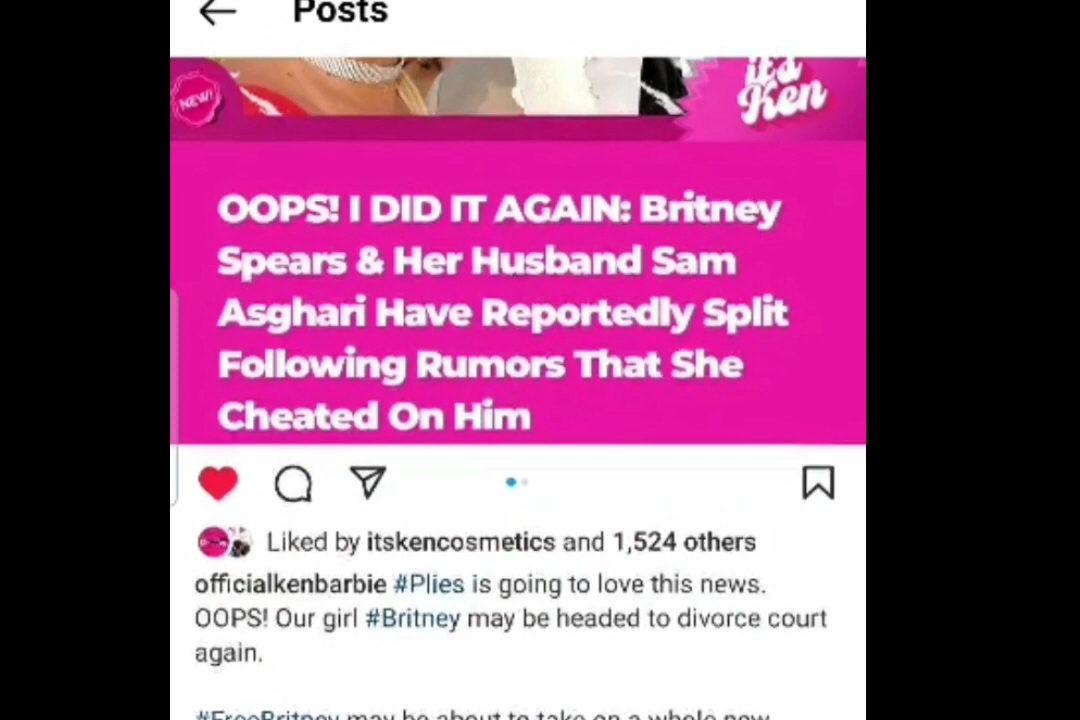 Posts
NEW!
it's
Ken
OOPS! I DID IT AGAIN: Britney
Spears & Her Husband Sam
Asghari Have Reportedly Split
Following Rumors That She
Cheated On Him
Liked by itskencosmetics and 1,524 others
officialkenbarbie #Plies is going to love this news.
OOPS! Our girl #Britney may be headed to divorce court
again.
#FreeBritney may be about to take on a whole new